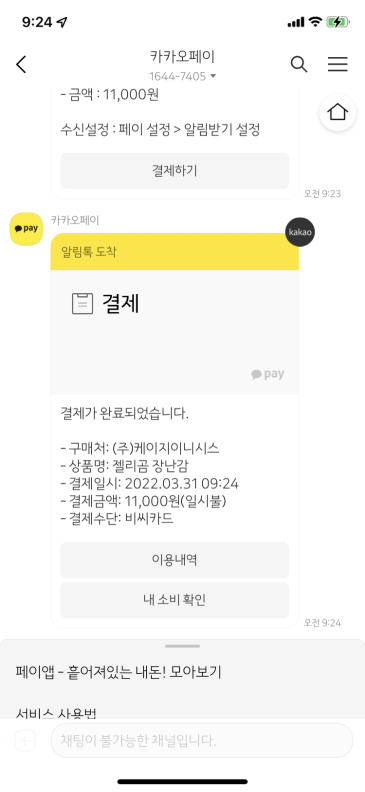 9:24
카카오페이
1644-7405
- 금액 : 11,000원
수신설정 : 페이 설정 > 알림받기 설정
결제하기
오전 9:23
pay
카카오페이
kakao
알림톡 도착
결제
pay
결제가 완료되었습니다.
- 구매처: (주)케이지이니시스
- 상품명: 젤리곰 장난감
- 결제일시: 2022.03.31 09:24
- 결제금액: 11,000원(일시불)
- 결제수단: 비씨카드
이용내역
내 소비 확인
오전 9:24
페이앱 - 흩어져있는 내돈! 모아보기
서비스 사용법
채팅이 불가능한 채널입니다.